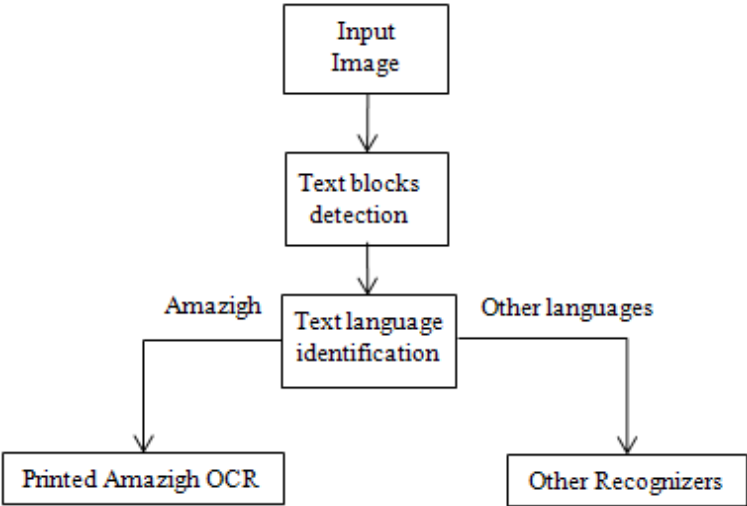 Input
Image
Text blocks
detection
Amazigh
Text language
identification
Other languages
Printed Amazigh OCR
Other Recognizers